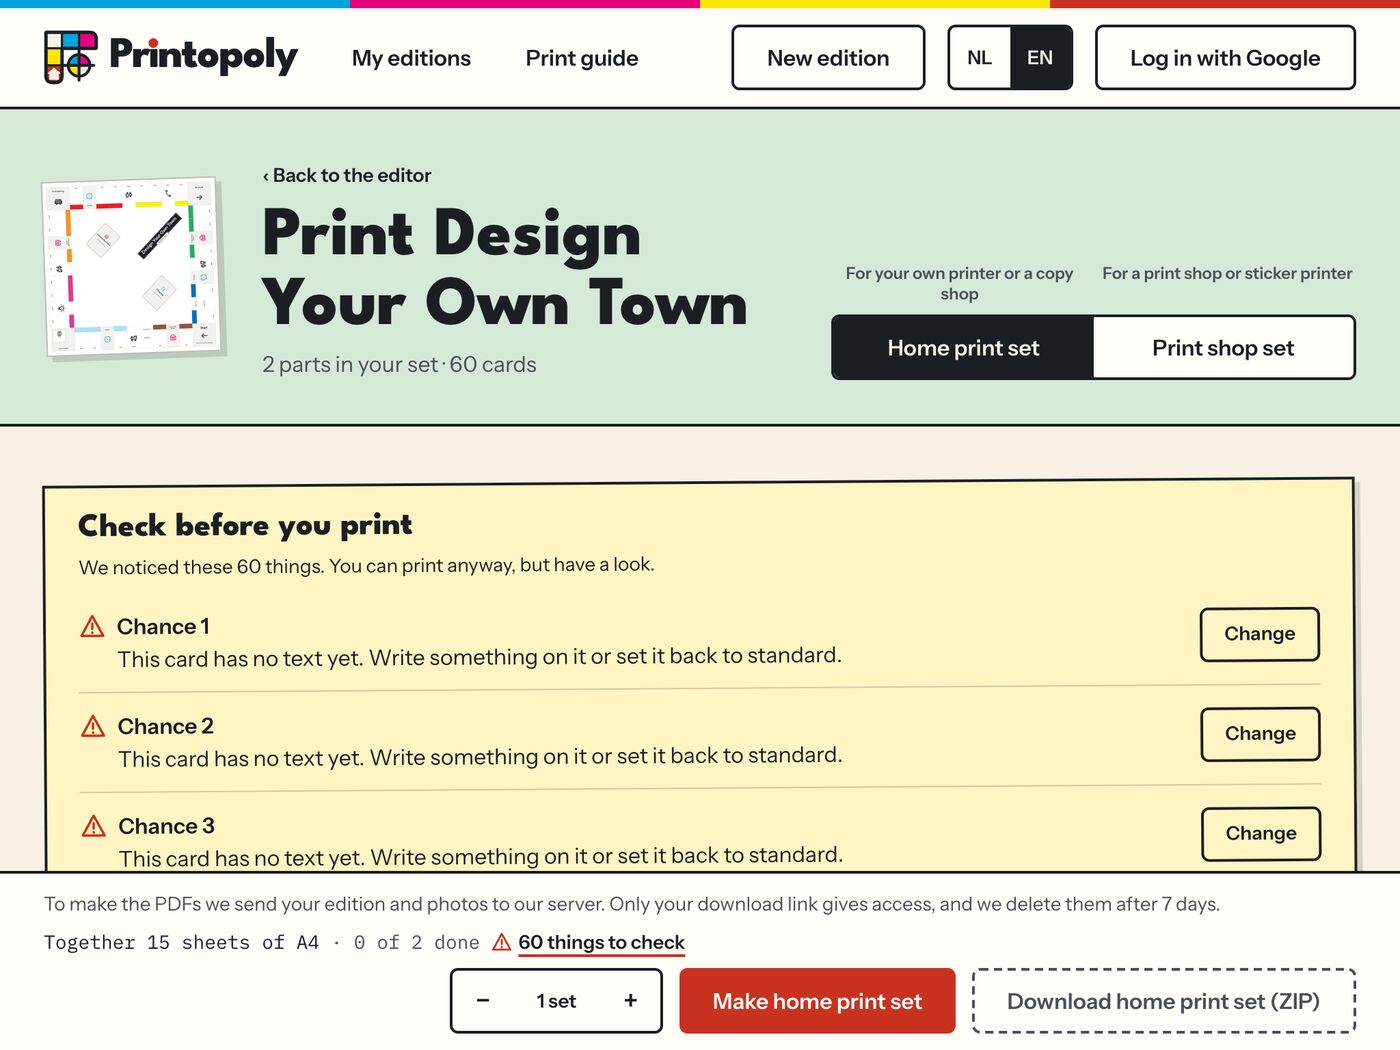 Printopoly
My editions
Print guide
New edition
NL
EN
Log in with Google
‹ Back to the editor
Print Design
Your Own Town
2 parts in your set · 60 cards
For your own printer or a copy
shop
For a print shop or sticker printer
Home print set
Print shop set
Design Your Own Town
Start
Check before you print
We noticed these 60 things. You can print anyway, but have a look.
Chance 1
This card has no text yet. Write something on it or set it back to standard.
Change
Chance 2
This card has no text yet. Write something on it or set it back to standard.
Change
Chance 3
This card has no text yet. Write something on it or set it back to standard.
Change
To make the PDFs we send your edition and photos to our server. Only your download link gives access, and we delete them after 7 days.
Together 15 sheets of A4 · 0 of 2 done 60 things to check
− 1 set +
Make home print set
Download home print set (ZIP)